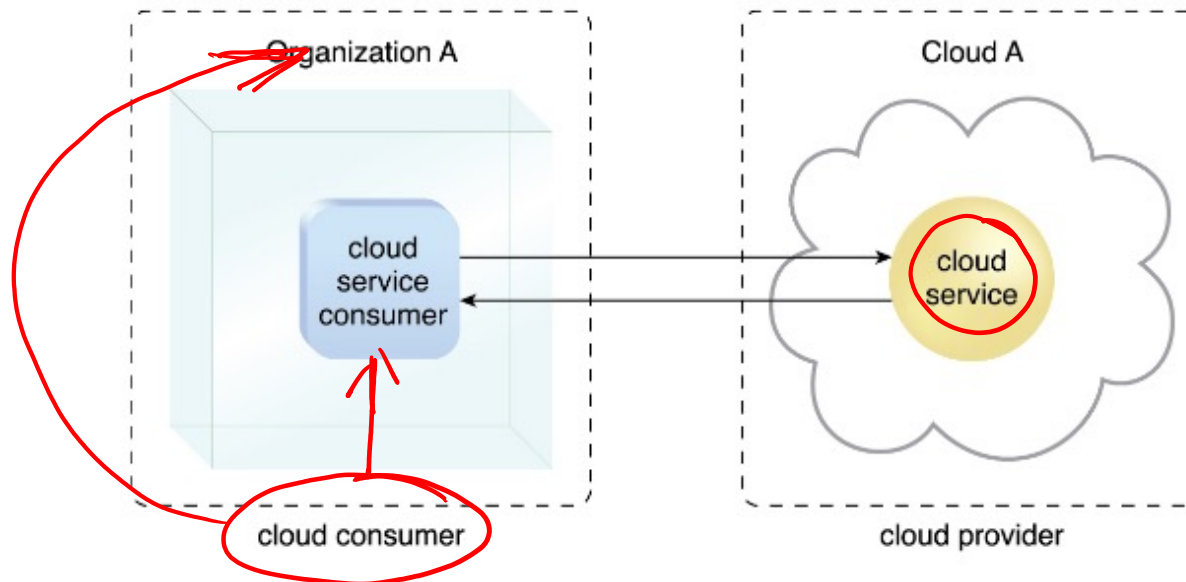 Organization A
Cloud A
cloud
service
consumer
cloud
service
cloud consumer
cloud provider